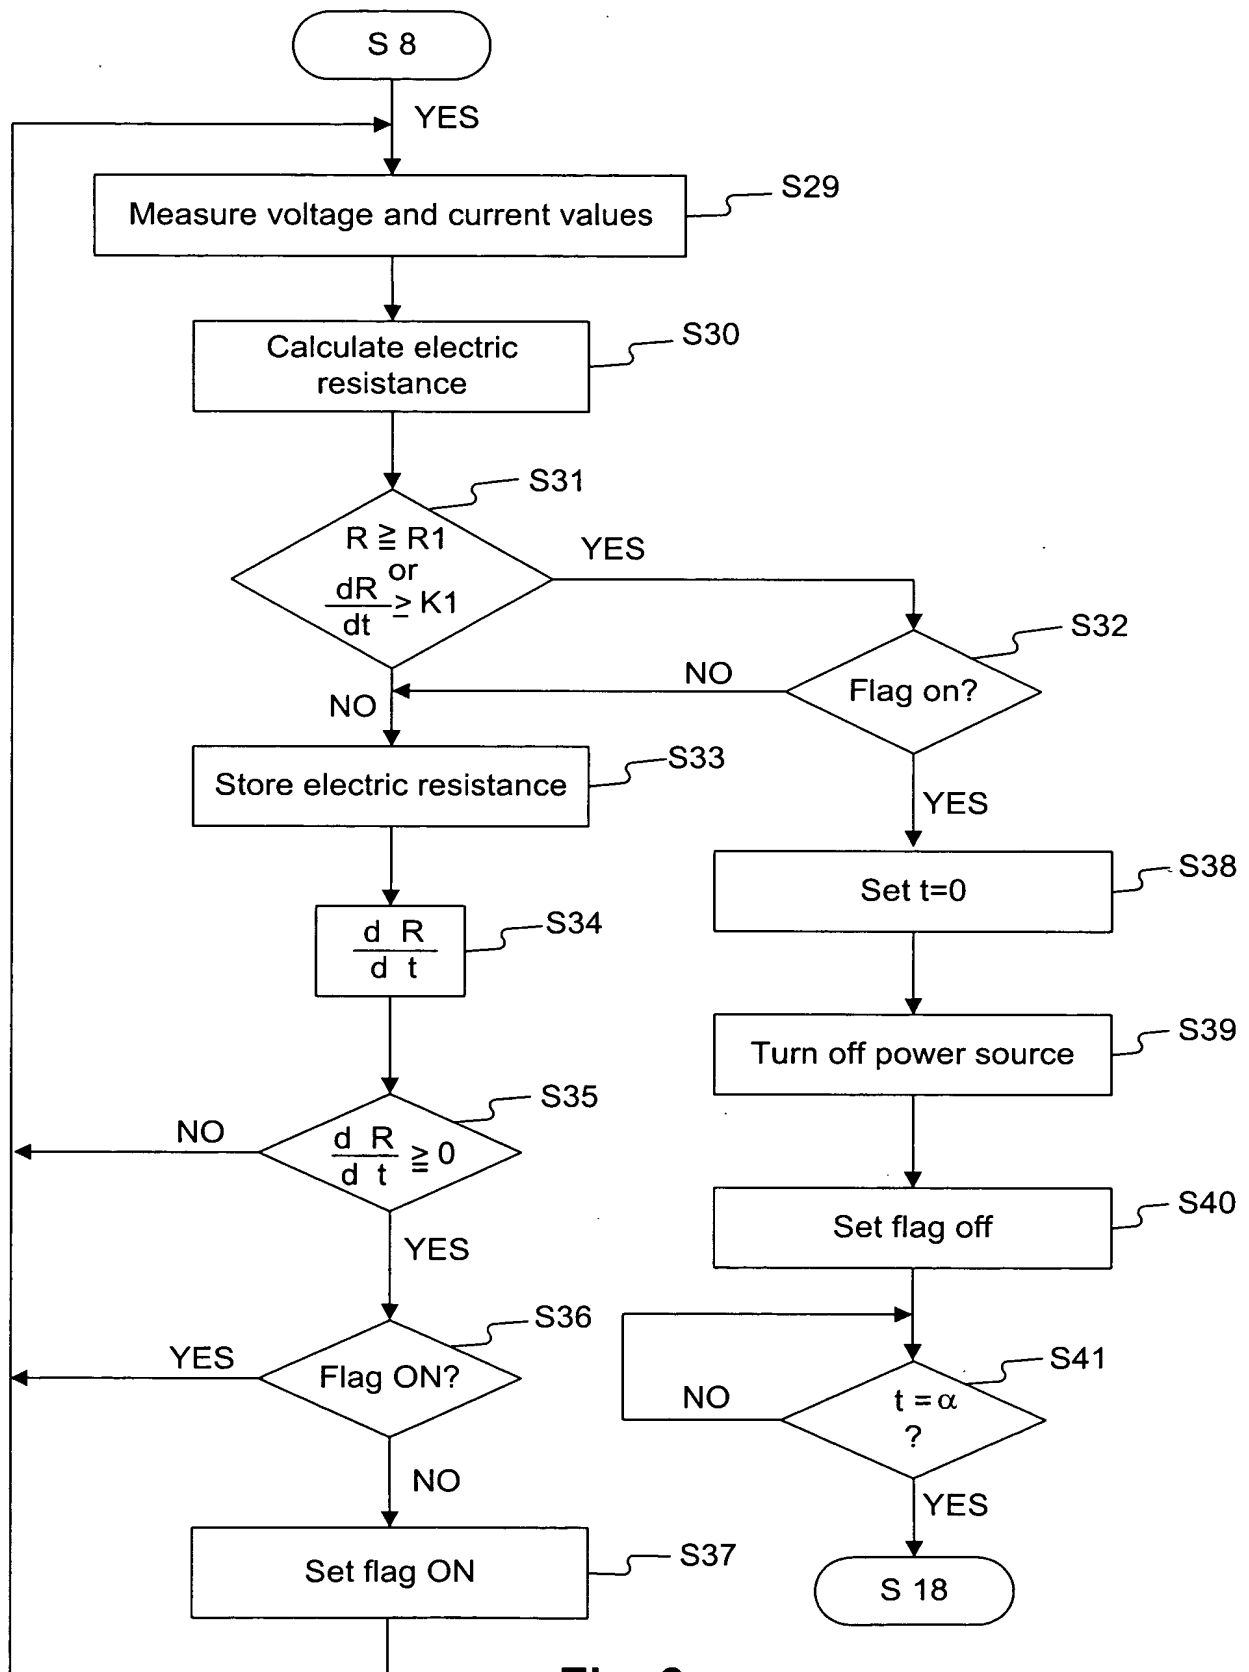 S 8
YES
Measure voltage and current values
S29
Calculate electric
resistance
S30
R ≧ R1
or
dR
dt
≥ K1
S31
YES
Flag on?
S32
NO
NO
Store electric resistance
S33
YES
d R
d t
S34
Set t=0
S38
Turn off power source
S39
d R
d t
≧ 0
S35
NO
YES
Set flag off
S40
Flag ON?
S36
YES
NO
t = α
?
S41
NO
YES
Set flag ON
S37
S 18